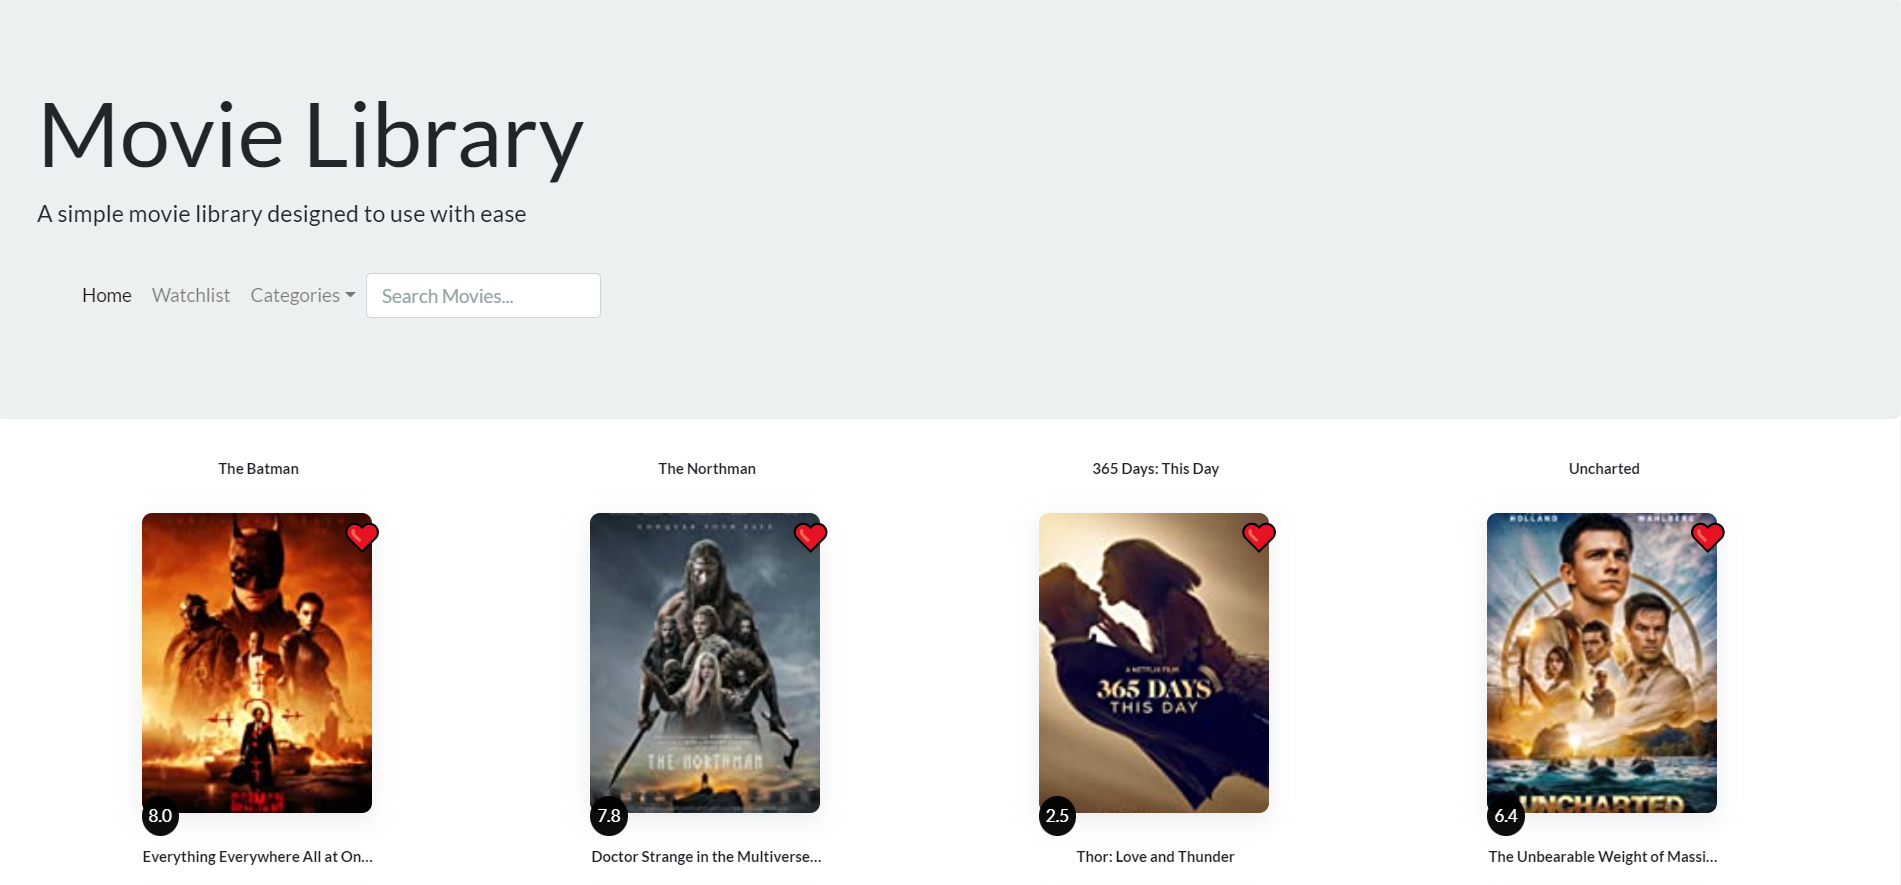 Movie Library
A simple movie library designed to use with ease
Home Watchlist Categories Search Movies...
The Batman The Northman 365 Days: This Day Uncharted
HOLLAND WAHLBERG
A NETFLIX FILM
365 DAYS
THIS DAY
THE NORTHMAN
UNCHARTED
8.0 7.8 2.5 6.4
Everything Everywhere All at On... Doctor Strange in the Multiverse... Thor: Love and Thunder The Unbearable Weight of Massi...